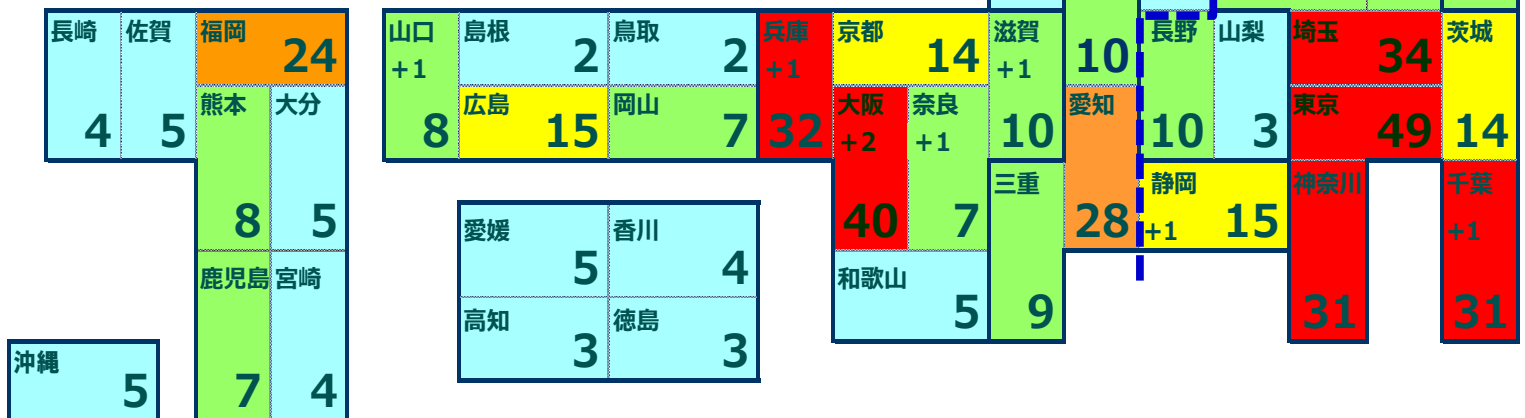 長崎 4
佐賀 5
福岡 24
熊本 8
大分 5
鹿児島 7
宮崎 4
沖縄 5
山口 +1 8
島根 2
鳥取 2
広島 15
岡山 7
兵庫 +1 32
京都 14
大阪 +2 40
奈良 +1 7
和歌山 5
滋賀 +1 10
三重 9
10
愛知 28
愛媛 5
香川 4
高知 3
徳島 3
長野 10
山梨 3
静岡 +1 15
埼玉 34
東京 49
神奈川 31
茨城 14
千葉 +1 31